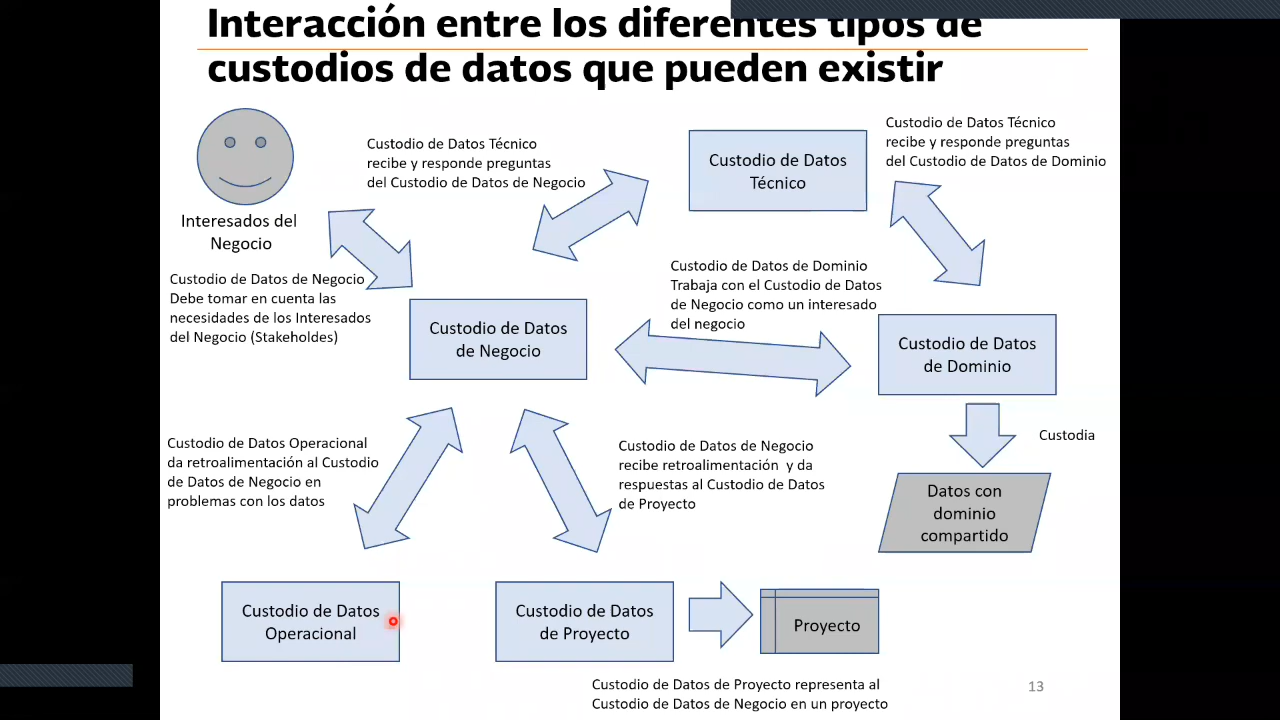 Interacción entre los diferentes tipos de
custodios de datos que pueden existir
Interesados del
Negocio
Custodio de Datos Técnico
recibe y responde preguntas
del Custodio de Datos de Negocio
Custodio de Datos
Técnico
Custodio de Datos Técnico
recibe y responde preguntas
del Custodio de Datos de Dominio
Custodio de Datos de Negocio
Debe tomar en cuenta las
necesidades de los Interesados
del Negocio (Stakeholdes)
Custodio de Datos
de Negocio
Custodio de Datos de Dominio
Trabaja con el Custodio de Datos
de Negocio como un interesado
del negocio
Custodio de Datos
de Dominio
Custodia
Datos con
dominio
compartido
Custodio de Datos Operacional
da retroalimentación al Custodio
de Datos de Negocio en
problemas con los datos
Custodio de Datos de Negocio
recibe retroalimentación y da
respuestas al Custodio de Datos
de Proyecto
Custodio de Datos
Operacional
Custodio de Datos
de Proyecto
Proyecto
Custodio de Datos de Proyecto representa al
Custodio de Datos de Negocio en un proyecto
13